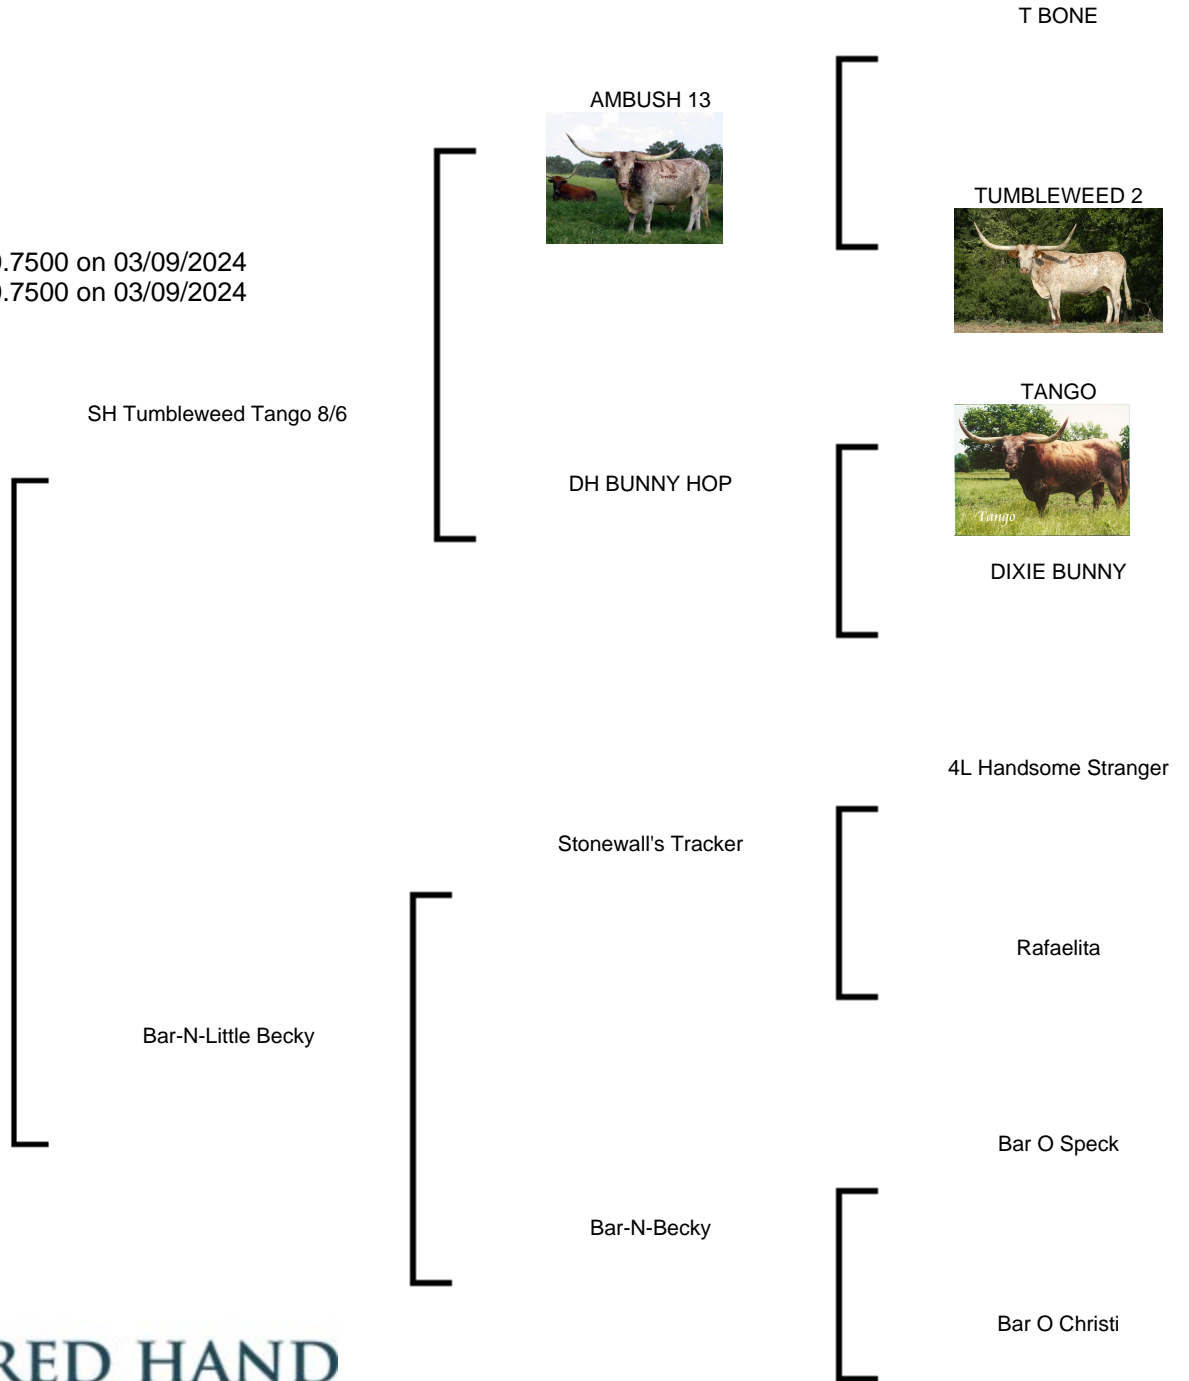 T BONE
AMBUSH 13
TUMBLEWEED 2
.7500 on 03/09/2024
.7500 on 03/09/2024
TANGO
SH Tumbleweed Tango 8/6
Tango
DH BUNNY HOP
DIXIE BUNNY
4L Handsome Stranger
Stonewall's Tracker
Rafaelita
Bar-N-Little Becky
Bar O Speck
Bar-N-Becky
Bar O Christi
RED HAND